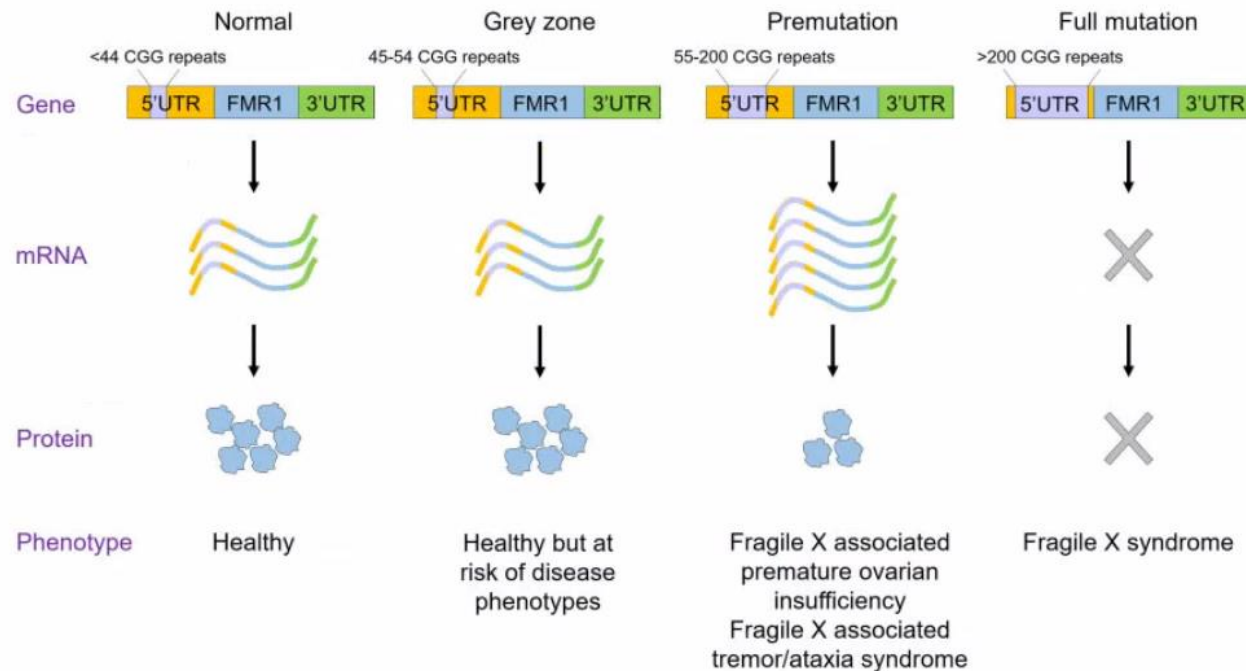 Normal
Grey zone
Premutation
Full mutation
<44 CGG repeats
45-54 CGG repeats
55-200 CGG repeats
>200 CGG repeats
Gene
5'UTR FMR1 3'UTR
5'UTR FMR1 3'UTR
5'UTR FMR1 3'UTR
5'UTR FMR1 3'UTR
mRNA
Protein
Phenotype
Healthy
Healthy but at
risk of disease
phenotypes
Fragile X associated
premature ovarian
insufficiency
Fragile X associated
tremor/ataxia syndrome
Fragile X syndrome